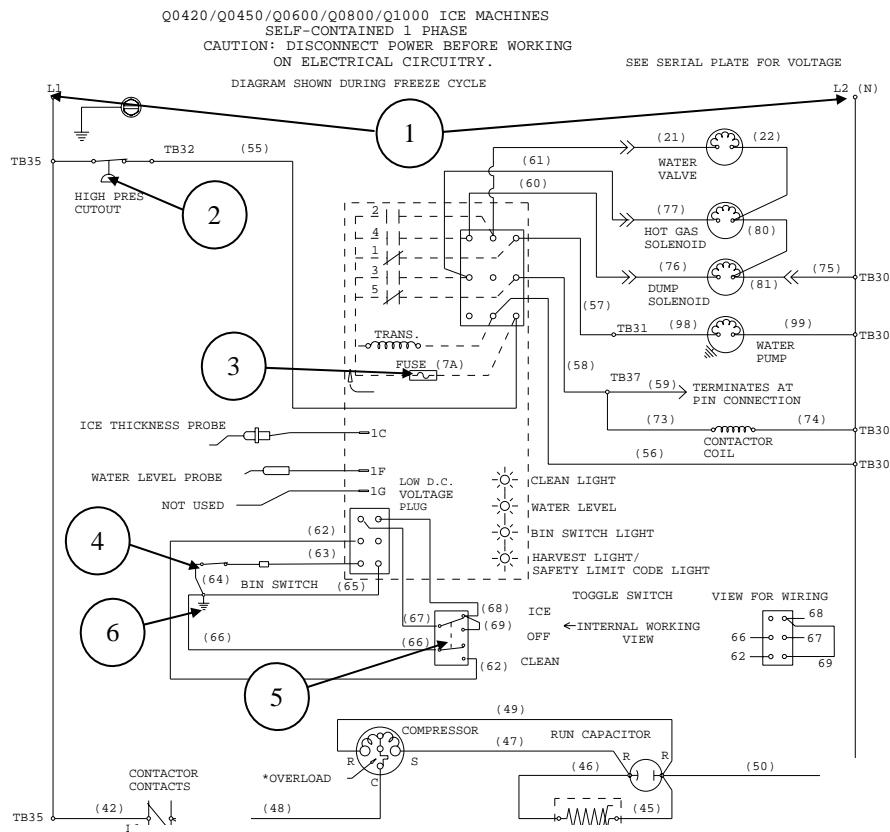 Q0420/Q0450/Q0600/Q0800/Q1000 ICE MACHINES
SELF-CONTAINED 1 PHASE
CAUTION: DISCONNECT POWER BEFORE WORKING
ON ELECTRICAL CIRCUITRY.
DIAGRAM SHOWN DURING FREEZE CYCLE
SEE SERIAL PLATE FOR VOLTAGE
L1
L2 (N)
1
TB35
TB32
(55)
HIGH PRES
CUTOUT
2
(61)
(60)
(21)
(22)
WATER
VALVE
(77)
HOT GAS
SOLENOID
(80)
(76)
DUMP
SOLENOID
(81)
(75)
TB30
2
4
1
3
5
(57)
TB31
(98)
(99)
TB30
WATER
PUMP
TRANS.
FUSE (7A)
3
(58)
TB37
(59)
TERMINATES AT
PIN CONNECTION
(73)
(74)
CONTACTOR
COIL
TB30
(56)
TB30
ICE THICKNESS PROBE
1C
WATER LEVEL PROBE
1F
NOT USED
1G
LOW D.C.
VOLTAGE
PLUG
CLEAN LIGHT
WATER LEVEL
BIN SWITCH LIGHT
HARVEST LIGHT/
SAFETY LIMIT CODE LIGHT
4
(62)
(63)
(64)
BIN SWITCH
(65)
6
(66)
(67)
(66)
(68)
(69)
(62)
5
ICE
OFF
CLEAN
TOGGLE SWITCH
INTERNAL WORKING
VIEW
VIEW FOR WIRING
68
66
67
62
69
(49)
COMPRESSOR
(47)
RUN CAPACITOR
R
S
C
*OVERLOAD
R
R
(46)
(50)
(45)
CONTACTOR
CONTACTS
TB35
(42)
(48)